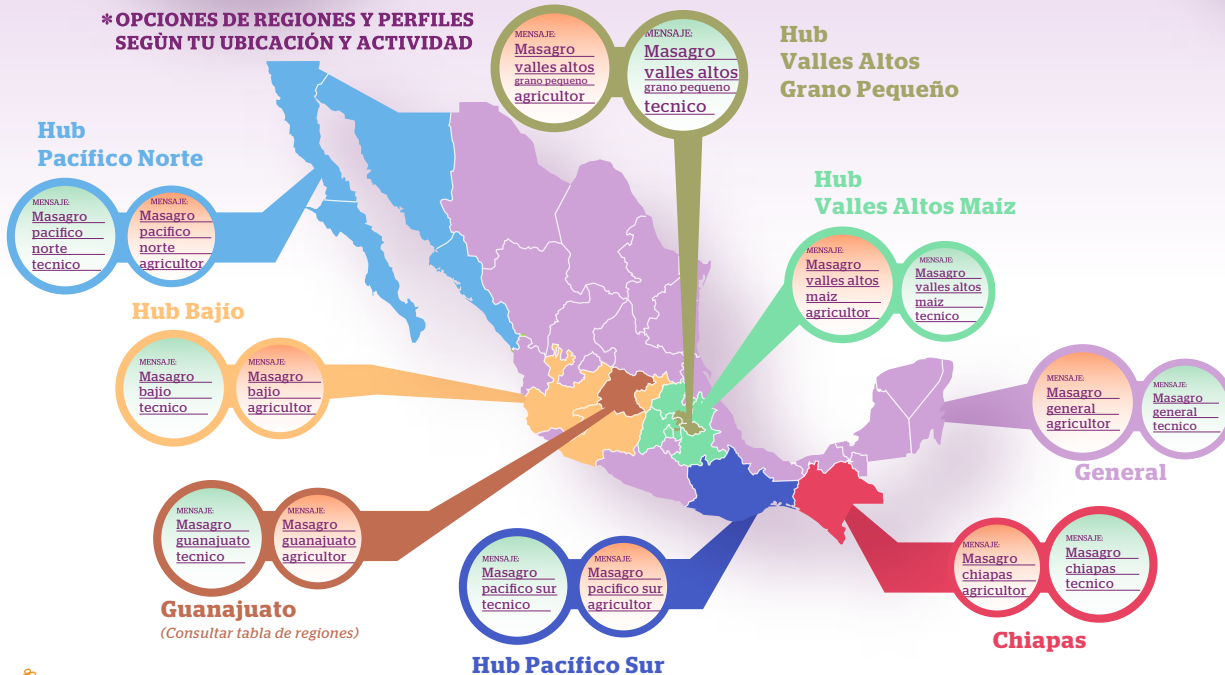 *OPCIONES DE REGIONES Y PERFILES
SEGÙN TU UBICACIÓN Y ACTIVIDAD
MENSAJE:
Masagro
valles altos
grano pequeno
agricultor
MENSAJE:
Masagro
valles altos
grano pequeno
tecnico
Hub
Valles Altos
Grano Pequeño
Hub
Pacífico Norte
MENSAJE:
Masagro
pacifico
norte
tecnico
MENSAJE:
Masagro
pacifico
norte
agricultor
Hub
Valles Altos Maíz
MENSAJE:
Masagro
valles altos
maiz
agricultor
MENSAJE:
Masagro
valles altos
maiz
tecnico
Hub Bajío
MENSAJE:
Masagro
bajio
tecnico
MENSAJE:
Masagro
bajio
agricultor
MENSAJE:
Masagro
general
agricultor
MENSAJE:
Masagro
general
tecnico
General
MENSAJE:
Masagro
guanajuato
tecnico
MENSAJE:
Masagro
guanajuato
agricultor
Guanajuato
(Consultar tabla de regiones)
MENSAJE:
Masagro
pacifico sur
tecnico
MENSAJE:
Masagro
pacifico sur
agricultor
Hub Pacífico Sur
MENSAJE:
Masagro
chiapas
agricultor
MENSAJE:
Masagro
chiapas
tecnico
Chiapas